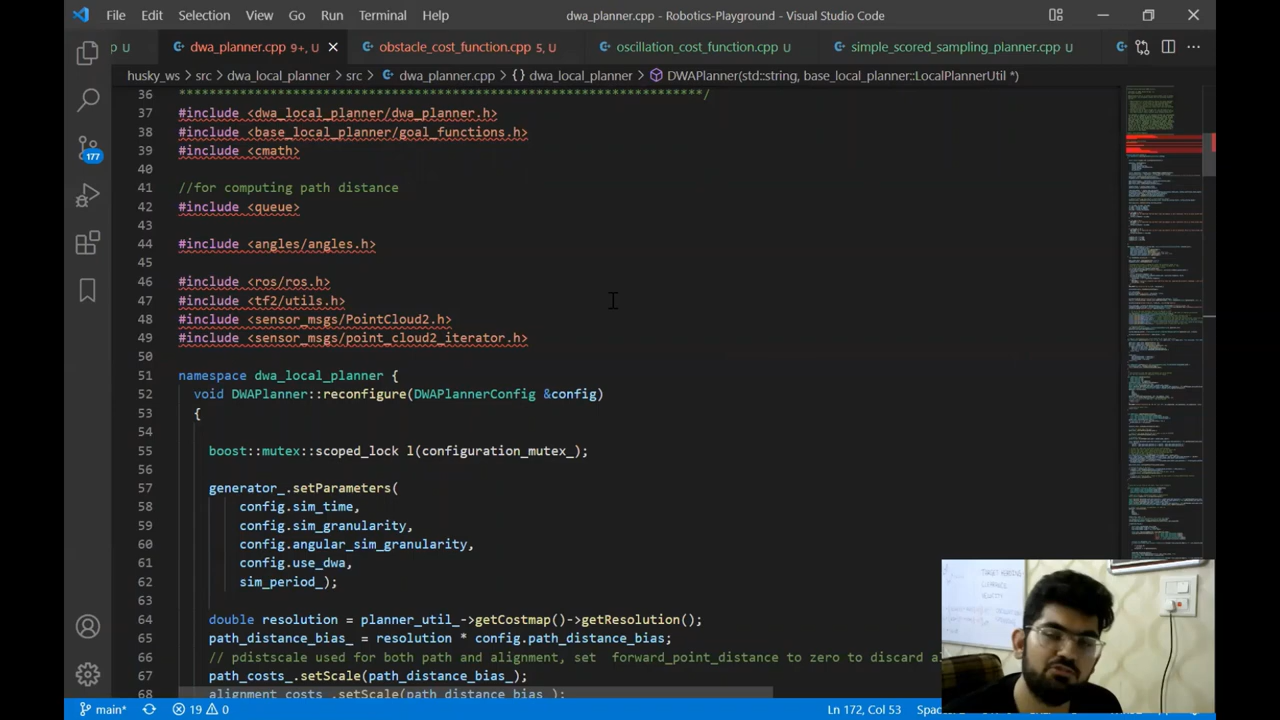 File Edit Selection View Go Run Terminal Help dwa_planner.cpp - Robotics-Playground - Visual Studio Code
p U dwa_planner.cpp 9+, U obstacle_cost_function.cpp 5, U oscillation_cost_function.cpp U simple_scored_sampling_planner.cpp U
husky_ws > src > dwa_local_planner > src > dwa_planner.cpp > {} dwa_local_planner > DWAPlanner(std::string, base_local_planner::LocalPlannerUtil *)
36 **********************************************************************/
37 #include <dwa_local_planner/dwa_planner.h>
38 #include <base_local_planner/goal_functions.h>
39 #include <cmath>
40
41 //for computing path distance
42 #include <queue>
43
44 #include <angles/angles.h>
45
46 #include <ros/ros.h>
47 #include <tf2/utils.h>
48 #include <sensor_msgs/PointCloud2.h>
49 #include <sensor_msgs/point_cloud2_iterator.h>
50
51 namespace dwa_local_planner {
52 void DWAPlanner::reconfigure(DWAPlannerConfig &config)
53 {
54
55 boost::mutex::scoped_lock l(configuration_mutex_);
56
57 generator_.setParameters(
58 config.sim_time,
59 config.sim_granularity,
60 config.angular_sim_granularity,
61 config.use_dwa,
62 sim_period_);
63
64 double resolution = planner_util_->getCostmap()->getResolution();
65 path_distance_bias_ = resolution * config.path_distance_bias;
66 // pdistscale used for both path and alignment, set forward_point_distance to zero to discard a
67 path_costs_.setScale(path_distance_bias_);
68 alignment_costs_.setScale(path_distance_bias_);
177
TARGET HEADING
CLEARANCE
VELOCITY
main* 19 0 Ln 172, Col 53